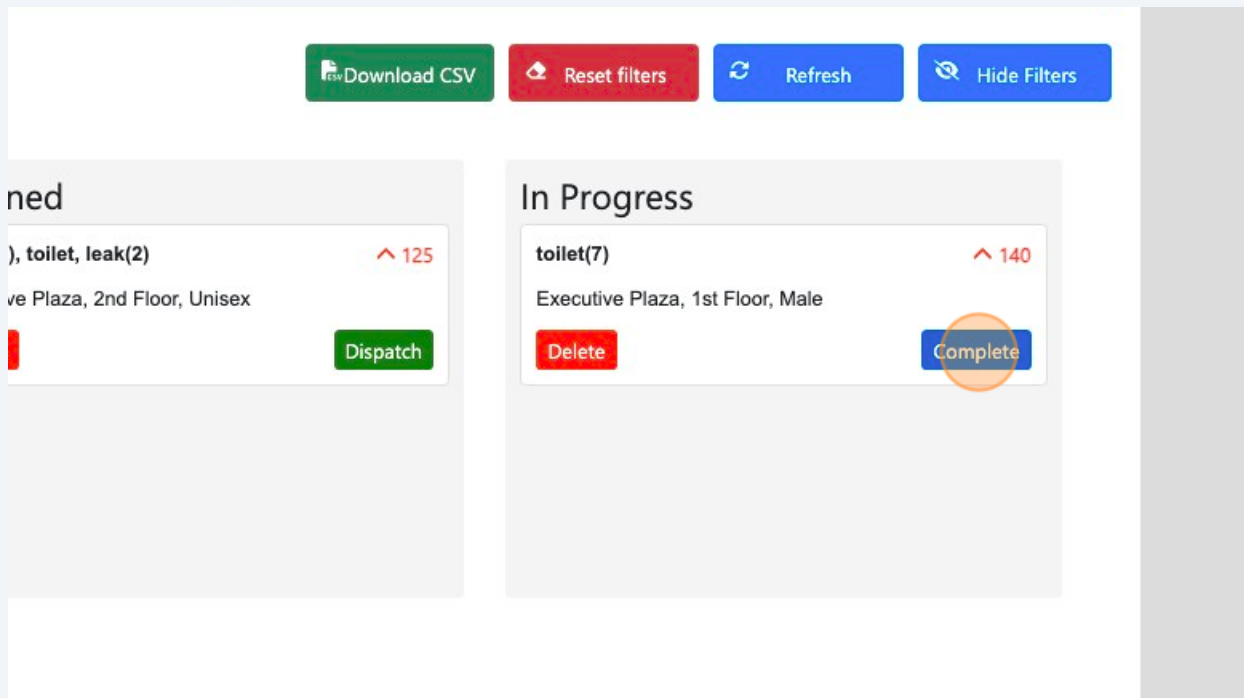 Download CSV
Reset filters
Refresh
Hide Filters
ned
), toilet, leak(2)
125
ve Plaza, 2nd Floor, Unisex
Dispatch
In Progress
toilet(7)
140
Executive Plaza, 1st Floor, Male
Delete
Complete